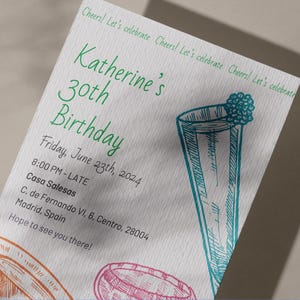 Cheers! Let's celebrate Cheers! Let's celebrate Cheers! Let's celebrate
Katherine's
30th
Birthday
Friday, June 23th, 2024
8:00 PM - LATE
Casa Salesas
C. de Fernando VI, 6, Centro, 28004
Madrid, Spain
Hope to see you there!